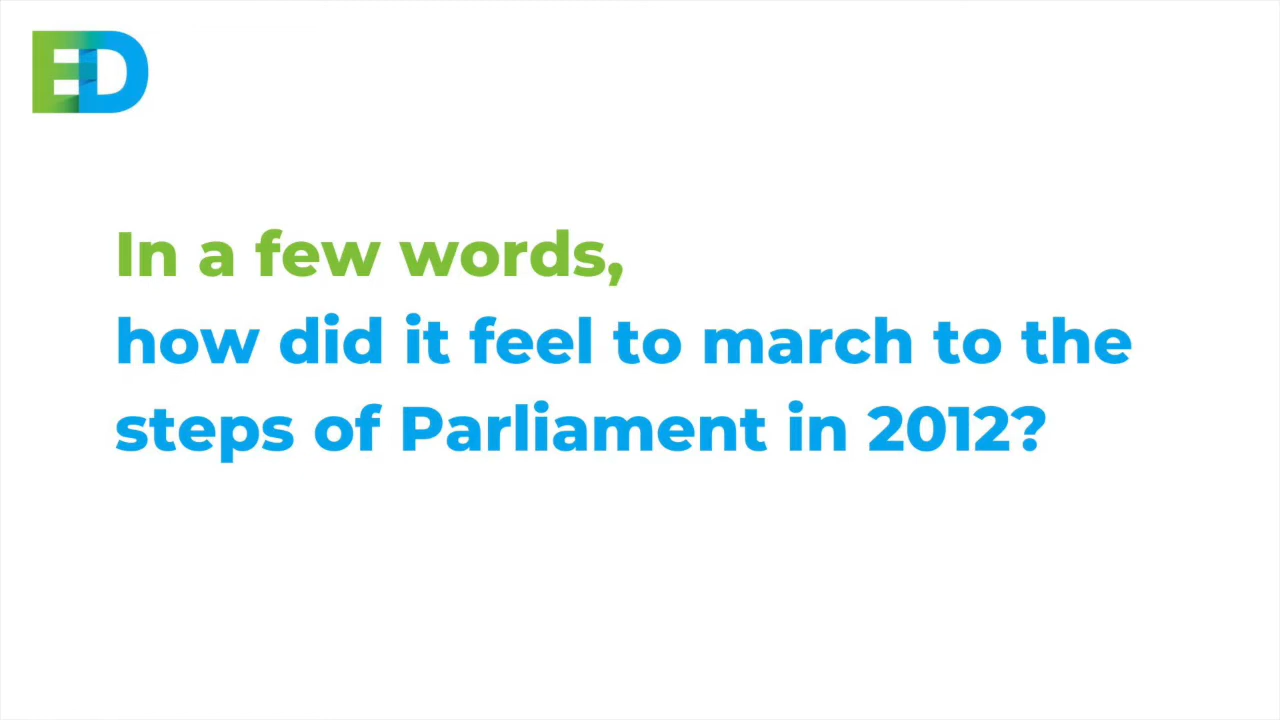 ED
In a few words,
how did it feel to march to the
steps of Parliament in 2012?